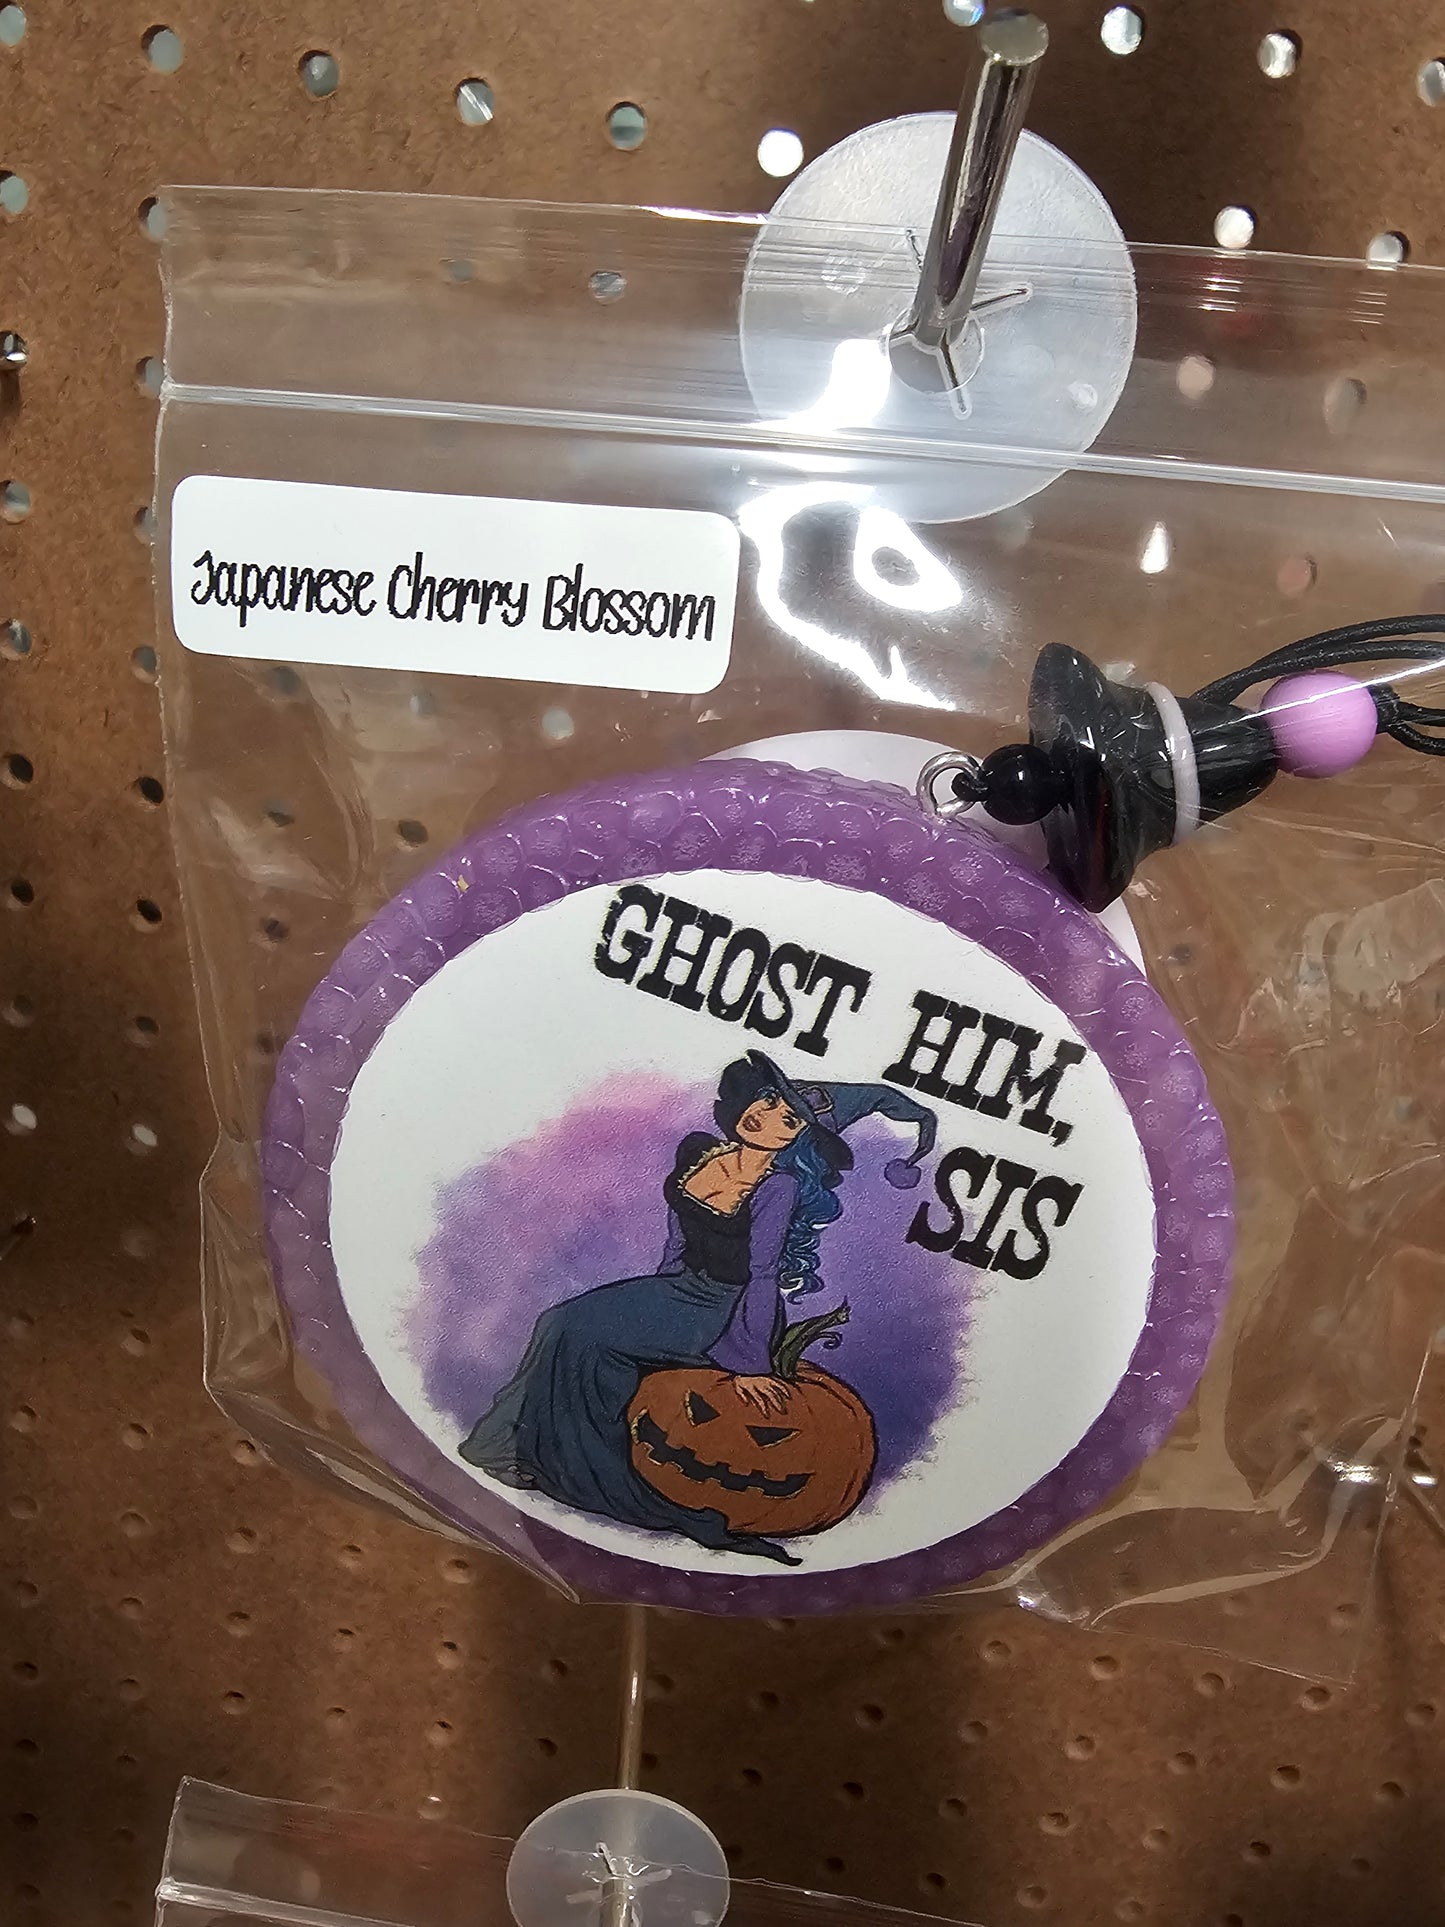 Japanese Cherry Blossom
GHOST HIM,
SIS